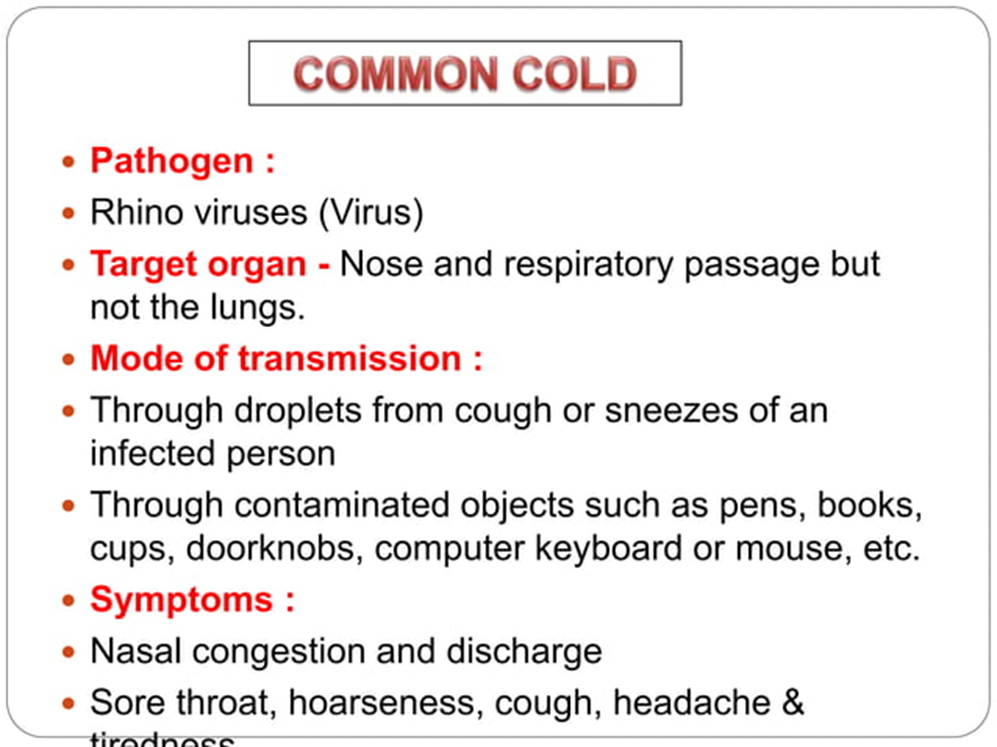 COMMON COLD
Pathogen :
Rhino viruses (Virus)
Target organ - Nose and respiratory passage but
not the lungs.
Mode of transmission :
Through droplets from cough or sneezes of an
infected person
Through contaminated objects such as pens, books,
cups, doorknobs, computer keyboard or mouse, etc.
Symptoms :
Nasal congestion and discharge
Sore throat, hoarseness, cough, headache &
tiredness